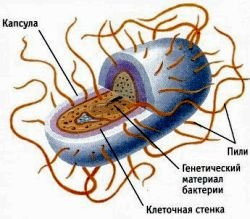 Капсула
Пили
Генетический
материал
бактерии
Клеточная стенка